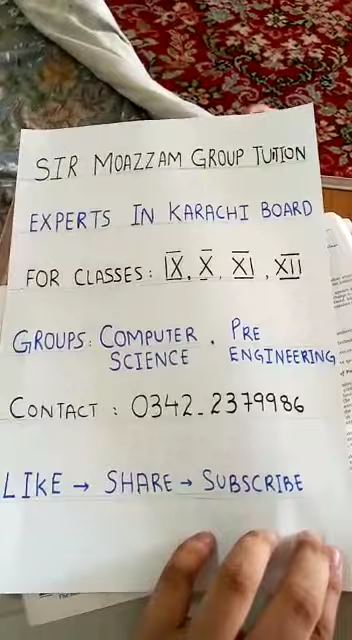 SIR MOAZZAM GROUP TUTION
EXPERTS IN KARACHI BOARD
FOR CLASSES: IX, X, XI, XII
GROUPS: COMPUTER SCIENCE . PRE ENGINEERING
CONTACT : 0342-2379986
LIKE → SHARE → SUBSCRIBE